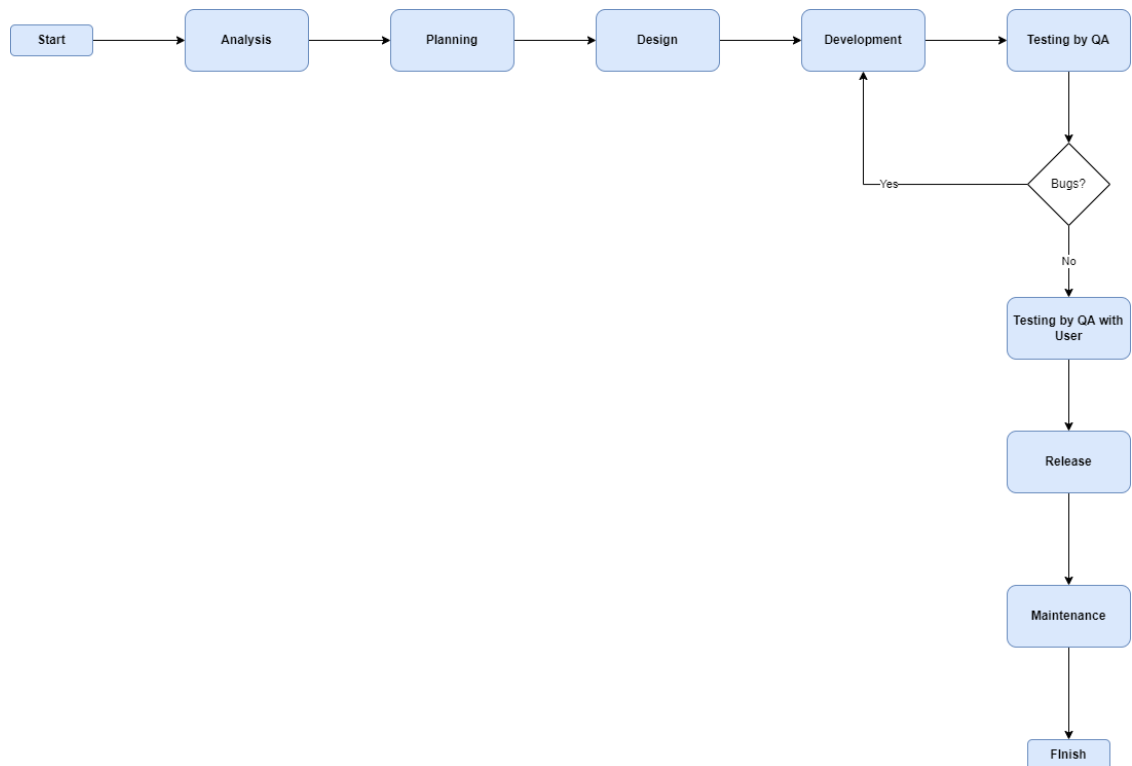 Start
Analysis
Planning
Design
Development
Testing by QA
Bugs?
Yes
No
Testing by QA with
User
Release
Maintenance
FInish